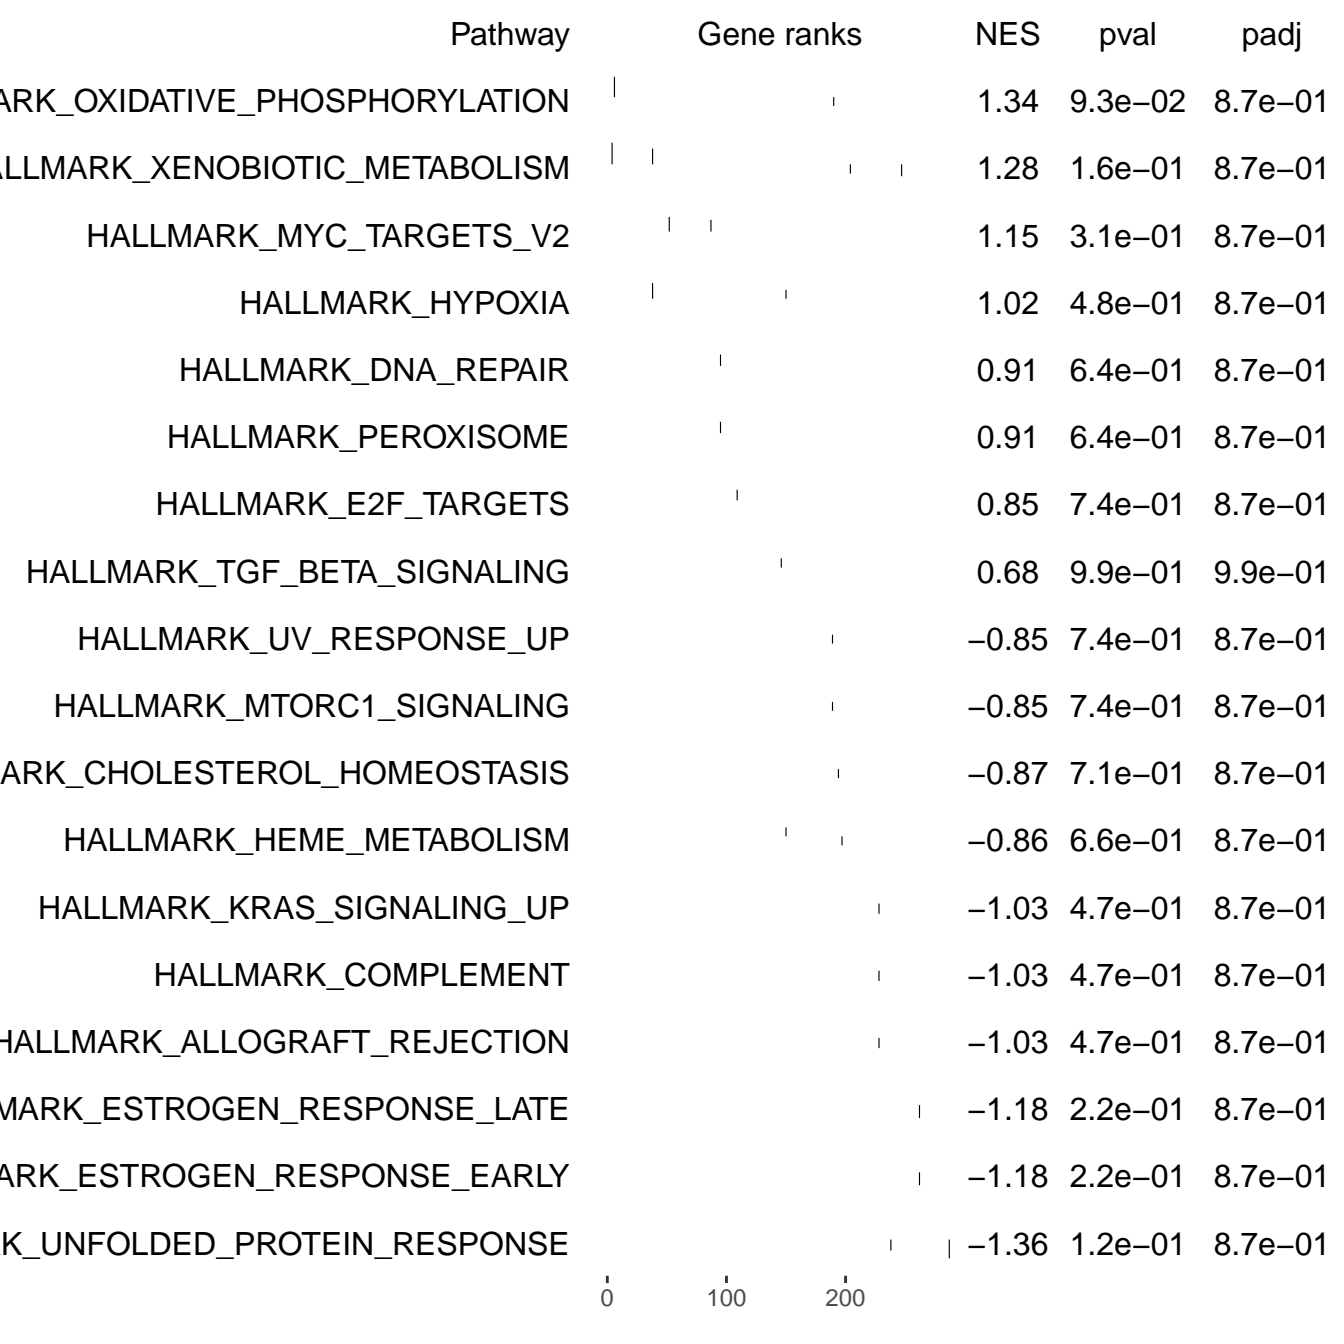 Pathway Gene ranks NES pval padj
ARK_OXIDATIVE_PHOSPHORYLATION 1.34 9.3e−02 8.7e−01
ALLMARK_XENOBIOTIC_METABOLISM 1.28 1.6e−01 8.7e−01
HALLMARK_MYC_TARGETS_V2 1.15 3.1e−01 8.7e−01
HALLMARK_HYPOXIA 1.02 4.8e−01 8.7e−01
HALLMARK_DNA_REPAIR 0.91 6.4e−01 8.7e−01
HALLMARK_PEROXISOME 0.91 6.4e−01 8.7e−01
HALLMARK_E2F_TARGETS 0.85 7.4e−01 8.7e−01
HALLMARK_TGF_BETA_SIGNALING 0.68 9.9e−01 9.9e−01
HALLMARK_UV_RESPONSE_UP −0.85 7.4e−01 8.7e−01
HALLMARK_MTORC1_SIGNALING −0.85 7.4e−01 8.7e−01
ARK_CHOLESTEROL_HOMEOSTASIS −0.87 7.1e−01 8.7e−01
HALLMARK_HEME_METABOLISM −0.86 6.6e−01 8.7e−01
HALLMARK_KRAS_SIGNALING_UP −1.03 4.7e−01 8.7e−01
HALLMARK_COMPLEMENT −1.03 4.7e−01 8.7e−01
HALLMARK_ALLOGRAFT_REJECTION −1.03 4.7e−01 8.7e−01
MARK_ESTROGEN_RESPONSE_LATE −1.18 2.2e−01 8.7e−01
ARK_ESTROGEN_RESPONSE_EARLY −1.18 2.2e−01 8.7e−01
K_UNFOLDED_PROTEIN_RESPONSE −1.36 1.2e−01 8.7e−01
0 100 200